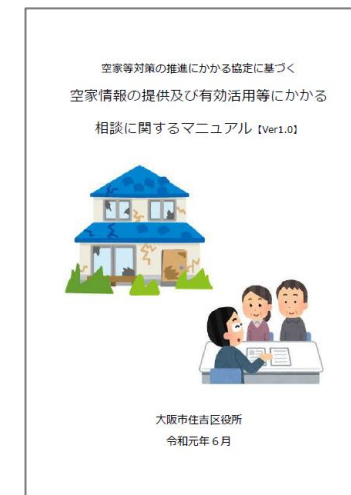 空家等対策の推進にかかる協定に基づく
空家情報の提供及び有効活用等にかかる
相談に関するマニュアル【Ver1.0】
大阪市住吉区役所
令和元年６月